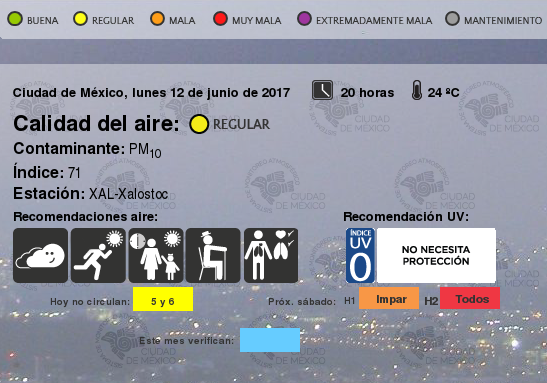 BUENA REGULAR MALA MUY MALA EXTREMADAMENTE MALA MANTENIMIENTO
Ciudad de México, lunes 12 de junio de 2017 20 horas 24 ºC
Calidad del aire: REGULAR
Contaminante: PM10
Índice: 71
Estación: XAL-Xalostoc
Recomendaciones aire: Recomendación UV:
ÍNDICE
UV
0
NO NECESITA
PROTECCIÓN
Hoy no circulan: 5 y 6 Próx. sábado: H1 Impar H2 Todos
Este mes verifican: